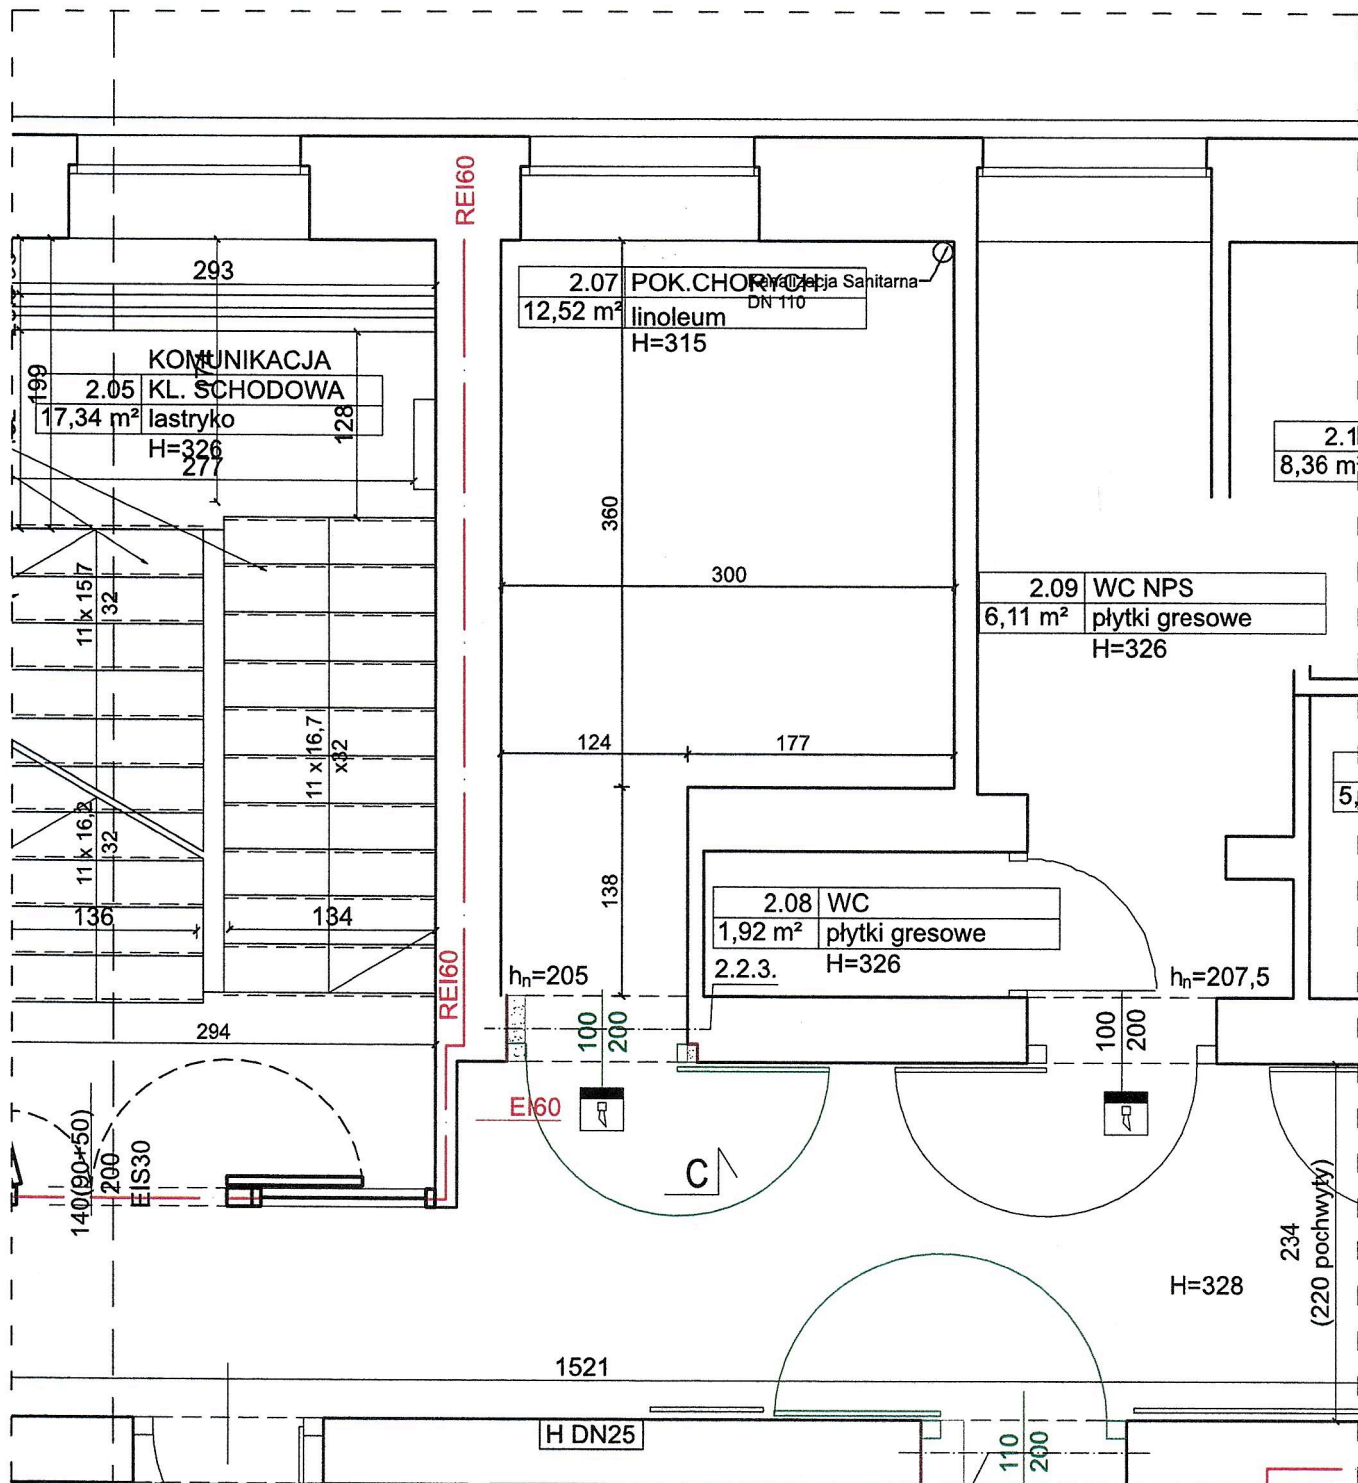 REI60
293
2.07 POK.CHORYCH
Kanalizacja Sanitarna
DN 110
12,52 m² linoleum
H=315
KOMUNIKACJA
2.05 KL. SCHODOWA
17,34 m² lastryko
H=326
277
199
174
128
2.1
8,36 m²
360
300
11 x 15,7
32
2.09 WC NPS
6,11 m² płytki gresowe
H=326
124
177
11 x 16,7
x32
11 x 16,2
32
5,
138
136
134
2.08 WC
1,92 m² płytki gresowe
H=326
2.2.3.
hn=205
hn=207,5
REI60
294
100
200
100
200
EI60
140(90+50)
200
EIS30
C
234
(220 pochwyty)
H=328
1521
H DN25
110
200